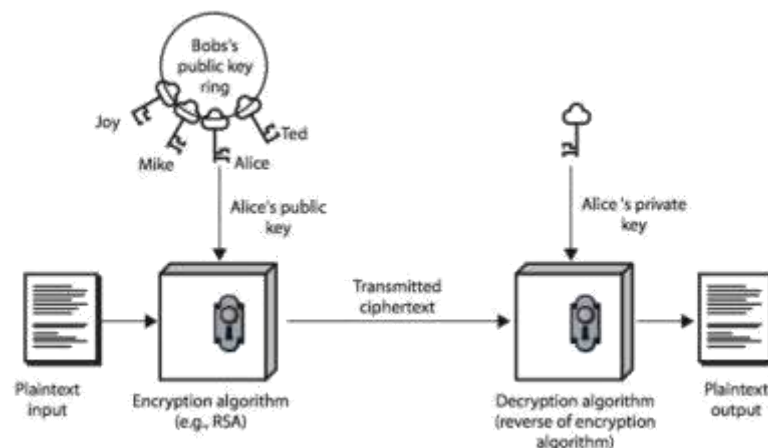 Bobs's
public key
ring
Joy
Ted
Mike
Alice
Alice's public
key
Alice 's private
key
Transmitted
ciphertext
Plaintext
input
Encryption algorithm
(e.g., RSA)
Decryption algorithm
(reverse of encryption
algorithm)
Plaintext
output